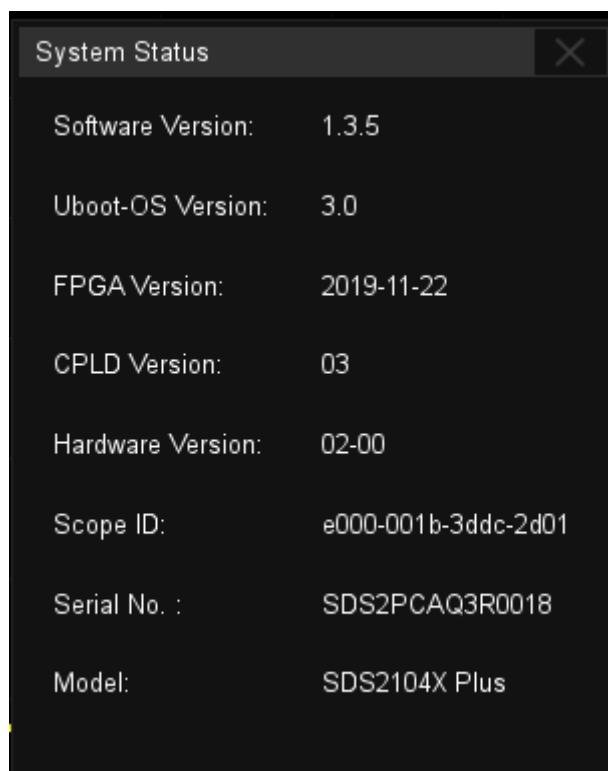 System Status
Software Version: 1.3.5
Uboot-OS Version: 3.0
FPGA Version: 2019-11-22
CPLD Version: 03
Hardware Version: 02-00
Scope ID: e000-001b-3ddc-2d01
Serial No. : SDS2PCAQ3R0018
Model: SDS2104X Plus